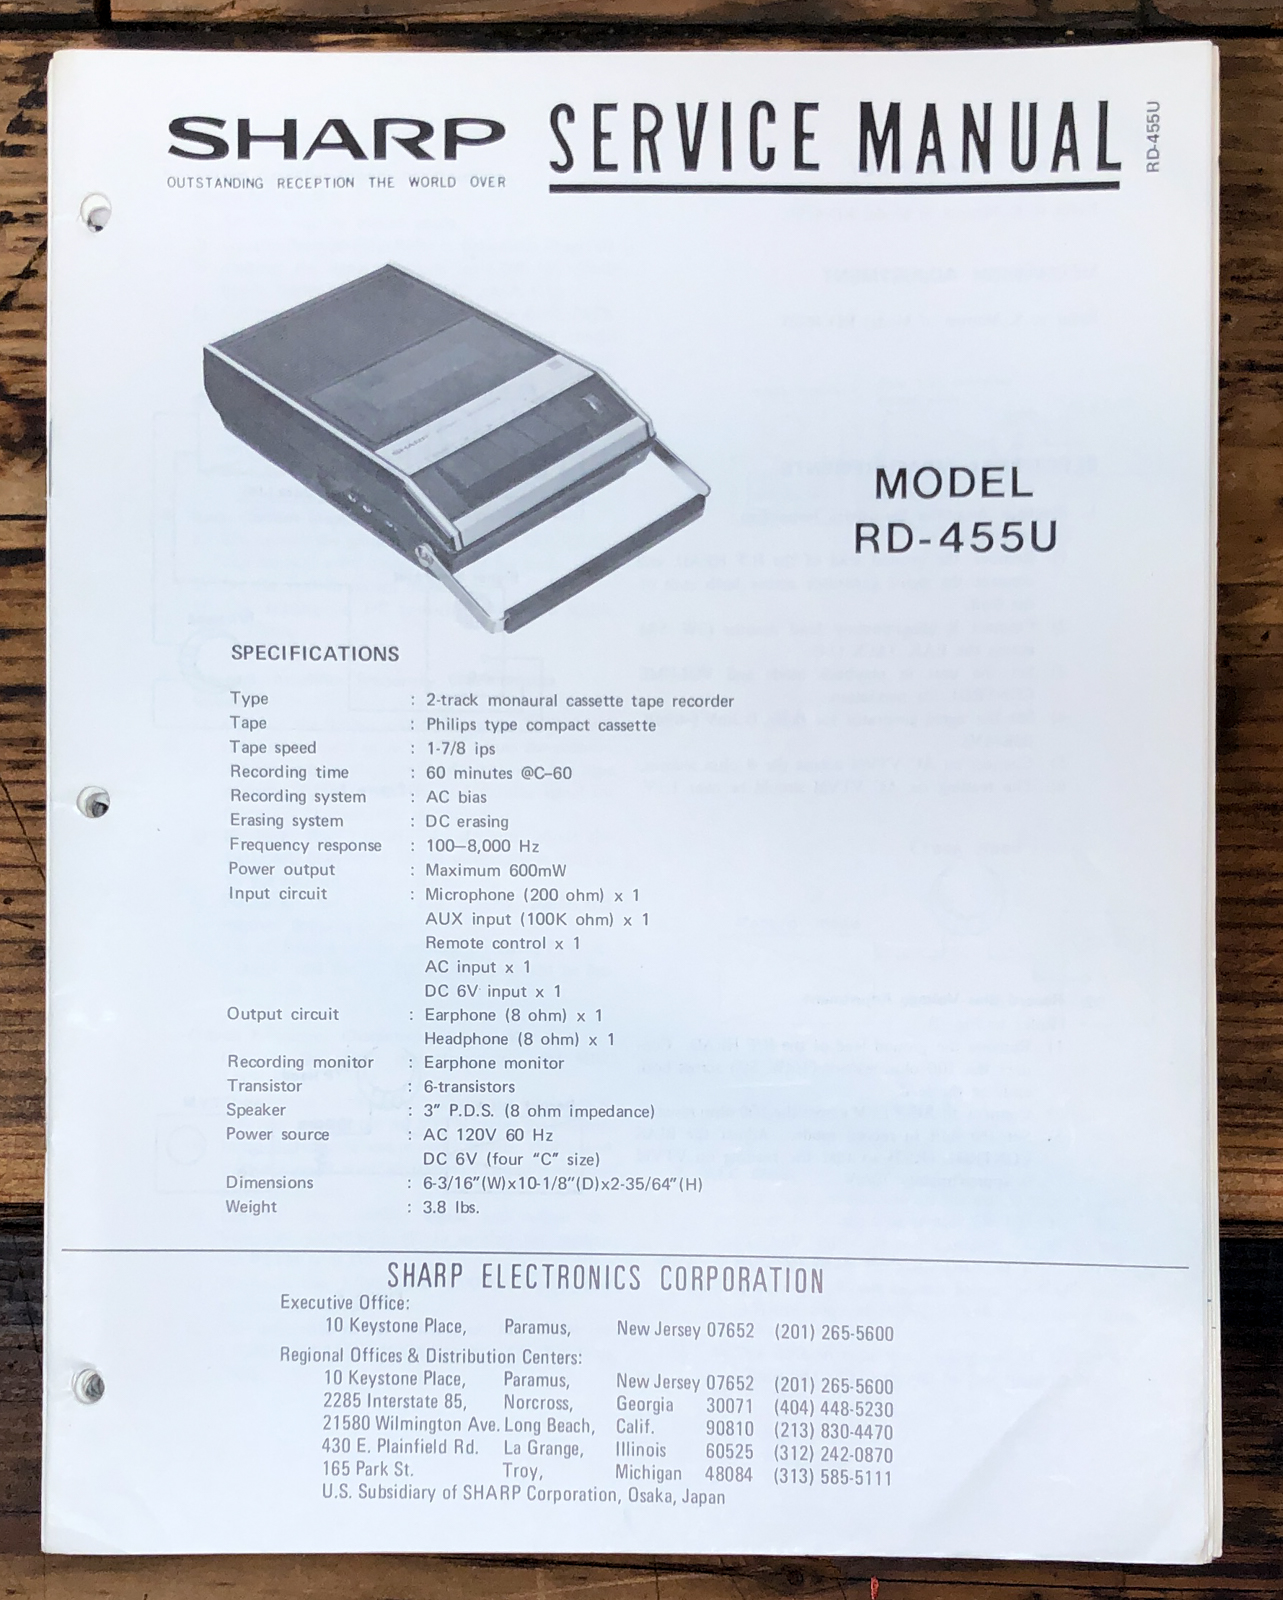 SHARP SERVICE MANUAL
RD-455U
OUTSTANDING RECEPTION THE WORLD OVER
SHARP
MODEL
RD-455U
SPECIFICATIONS
Type : 2-track monaural cassette tape recorder
Tape : Philips type compact cassette
Tape speed : 1-7/8 ips
Recording time : 60 minutes @C-60
Recording system : AC bias
Erasing system : DC erasing
Frequency response : 100–8,000 Hz
Power output : Maximum 600mW
Input circuit : Microphone (200 ohm) x 1
AUX input (100K ohm) x 1
Remote control x 1
AC input x 1
DC 6V input x 1
Output circuit : Earphone (8 ohm) x 1
Headphone (8 ohm) x 1
Recording monitor : Earphone monitor
Transistor : 6-transistors
Speaker : 3" P.D.S. (8 ohm impedance)
Power source : AC 120V 60 Hz
DC 6V (four "C" size)
Dimensions : 6-3/16"(W)x10-1/8"(D)x2-35/64"(H)
Weight : 3.8 lbs.
SHARP ELECTRONICS CORPORATION
Executive Office:
10 Keystone Place, Paramus, New Jersey 07652 (201) 265-5600
Regional Offices & Distribution Centers:
10 Keystone Place, Paramus, New Jersey 07652 (201) 265-5600
2285 Interstate 85, Norcross, Georgia 30071 (404) 448-5230
21580 Wilmington Ave. Long Beach, Calif. 90810 (213) 830-4470
430 E. Plainfield Rd. La Grange, Illinois 60525 (312) 242-0870
165 Park St. Troy, Michigan 48084 (313) 585-5111
U.S. Subsidiary of SHARP Corporation, Osaka, Japan